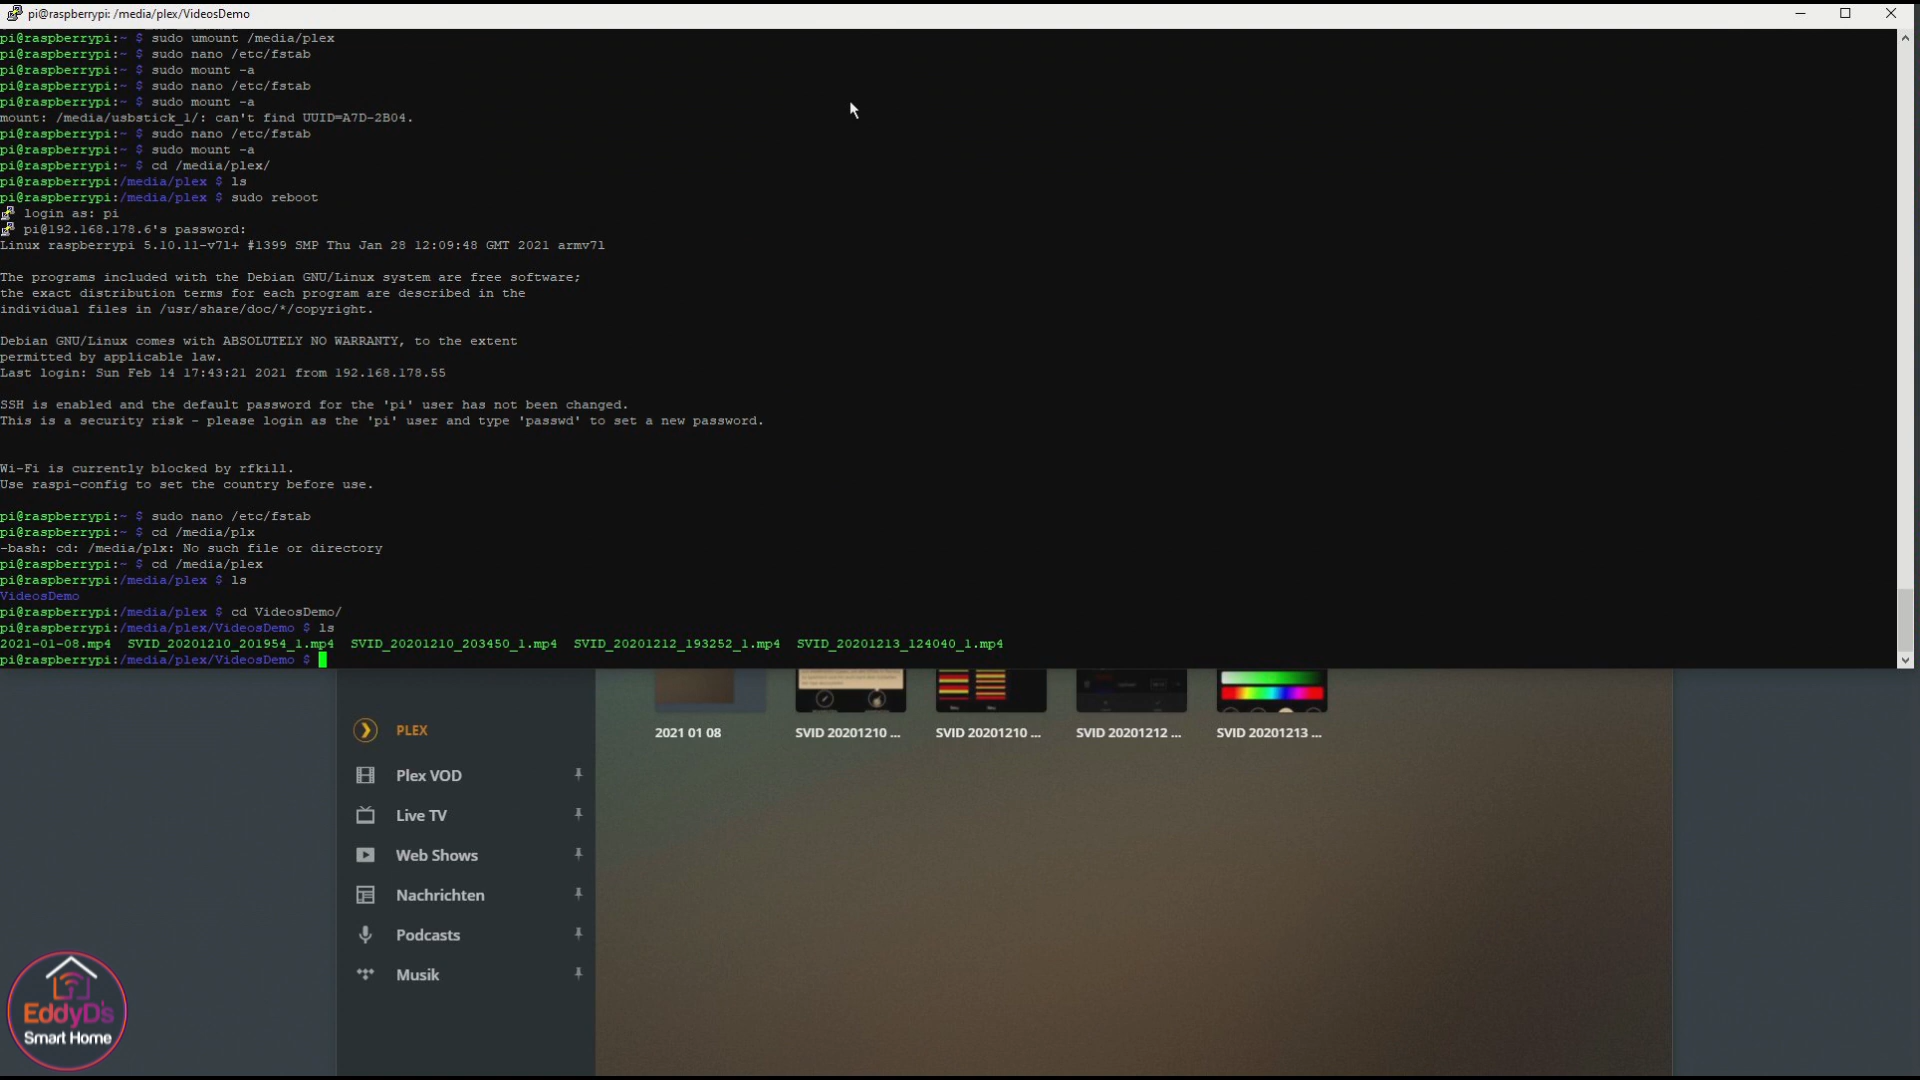 pi@raspberrypi: /media/plex/VideosDemo
pi@raspberrypi:~ $ sudo umount /media/plex
pi@raspberrypi:~ $ sudo nano /etc/fstab
pi@raspberrypi:~ $ sudo mount -a
pi@raspberrypi:~ $ sudo nano /etc/fstab
pi@raspberrypi:~ $ sudo mount -a
mount: /media/usbstick_1/: can't find UUID=A7D-2B04.
pi@raspberrypi:~ $ sudo nano /etc/fstab
pi@raspberrypi:~ $ sudo mount -a
pi@raspberrypi:~ $ cd /media/plex/
pi@raspberrypi:/media/plex $ ls
pi@raspberrypi:/media/plex $ sudo reboot
login as: pi
pi@192.168.178.6's password:
Linux raspberrypi 5.10.11-v7l+ #1399 SMP Thu Jan 28 12:09:48 GMT 2021 armv7l
The programs included with the Debian GNU/Linux system are free software;
the exact distribution terms for each program are described in the
individual files in /usr/share/doc/*/copyright.
Debian GNU/Linux comes with ABSOLUTELY NO WARRANTY, to the extent
permitted by applicable law.
Last login: Sun Feb 14 17:43:21 2021 from 192.168.178.55
SSH is enabled and the default password for the 'pi' user has not been changed.
This is a security risk - please login as the 'pi' user and type 'passwd' to set a new password.
Wi-Fi is currently blocked by rfkill.
Use raspi-config to set the country before use.
pi@raspberrypi:~ $ sudo nano /etc/fstab
pi@raspberrypi:~ $ cd /media/plx
-bash: cd: /media/plx: No such file or directory
pi@raspberrypi:~ $ cd /media/plex
pi@raspberrypi:/media/plex $ ls
VideosDemo
pi@raspberrypi:/media/plex $ cd VideosDemo/
pi@raspberrypi:/media/plex/VideosDemo $ ls
2021-01-08.mp4 SVID_20201210_201954_1.mp4 SVID_20201210_203450_1.mp4 SVID_20201212_193252_1.mp4 SVID_20201213_124040_1.mp4
pi@raspberrypi:/media/plex/VideosDemo $
2021 01 08 SVID 20201210 ... SVID 20201210 ... SVID 20201212 ... SVID 20201213 ...
PLEX
Plex VOD
Live TV
Web Shows
Nachrichten
Podcasts
Musik
EddyD's
Smart Home